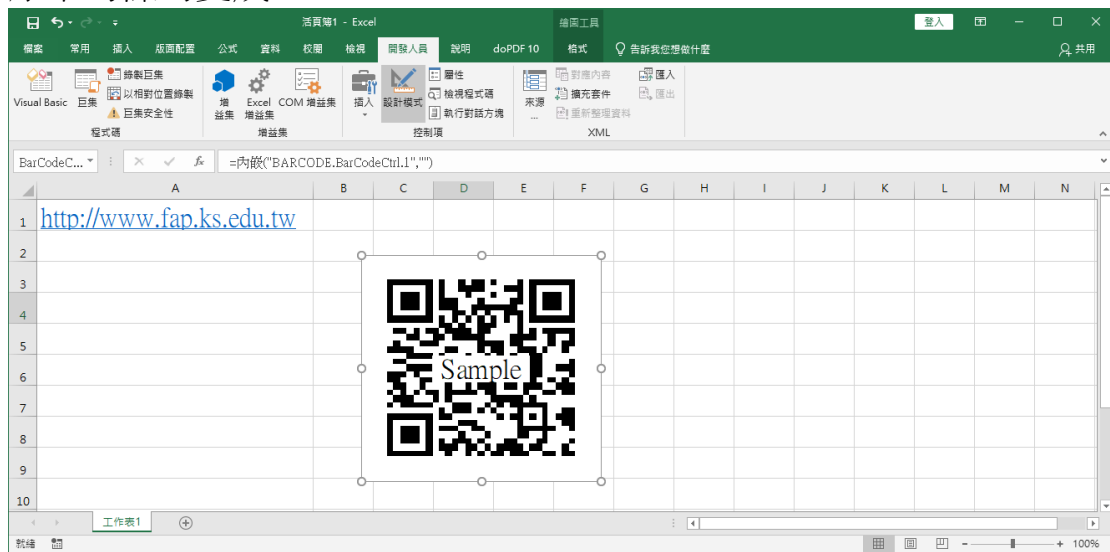 活頁簿1 - Excel
繪圖工具
登入
檔案 常用 插入 版面配置 公式 資料 校閱 檢視 開發人員 說明 doPDF 10 格式 告訴我您想做什麼 共用
Visual Basic
巨集
錄製巨集
以相對位置錄製
巨集安全性
程式碼
增益集
Excel 增益集
COM 增益集
增益集
插入
設計模式
屬性
檢視程式碼
執行對話方塊
控制項
來源
...
對應內容
擴充套件
重新整理資料
匯入
匯出
XML
BarCodeC...
fx
=內嵌("BARCODE.BarCodeCtrl.1","")
A B C D E F G H I J K L M N
1 http://www.fap.ks.edu.tw
2
3
4
5
6
Sample
7
8
9
10
工作表1
就緒
100%